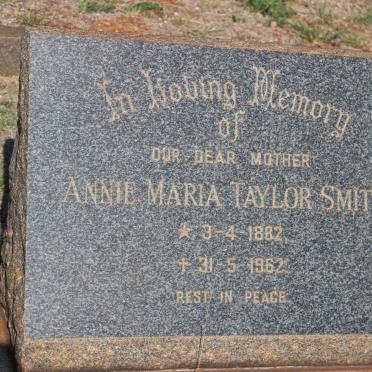 In Loving Memory
of
OUR DEAR MOTHER
ANNIE MARIA TAYLOR SMIT
★ 3-4-1882.
† 31-5-1962.
REST IN PEACE.